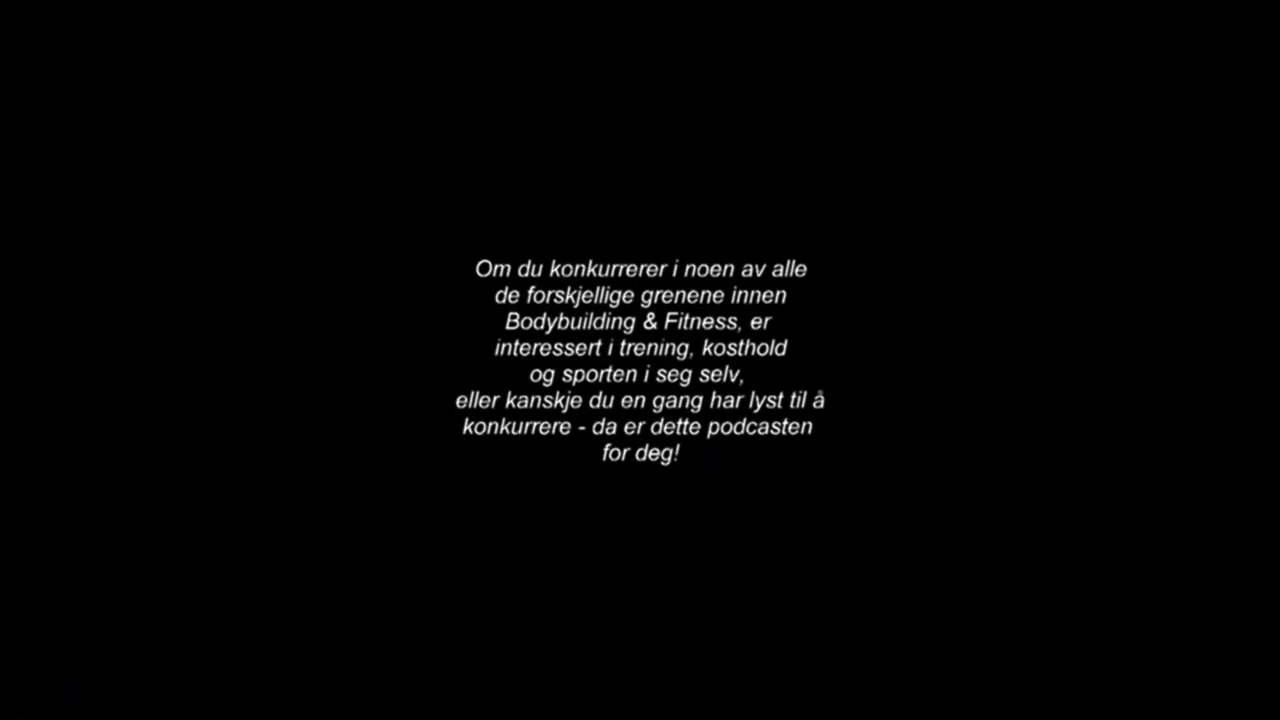 Om du konkurrerer i noen av alle
de forskjellige grenene innen
Bodybuilding & Fitness, er
interessert i trening, kosthold
og sporten i seg selv,
eller kanskje du en gang har lyst til å
konkurrere - da er dette podcasten
for deg!